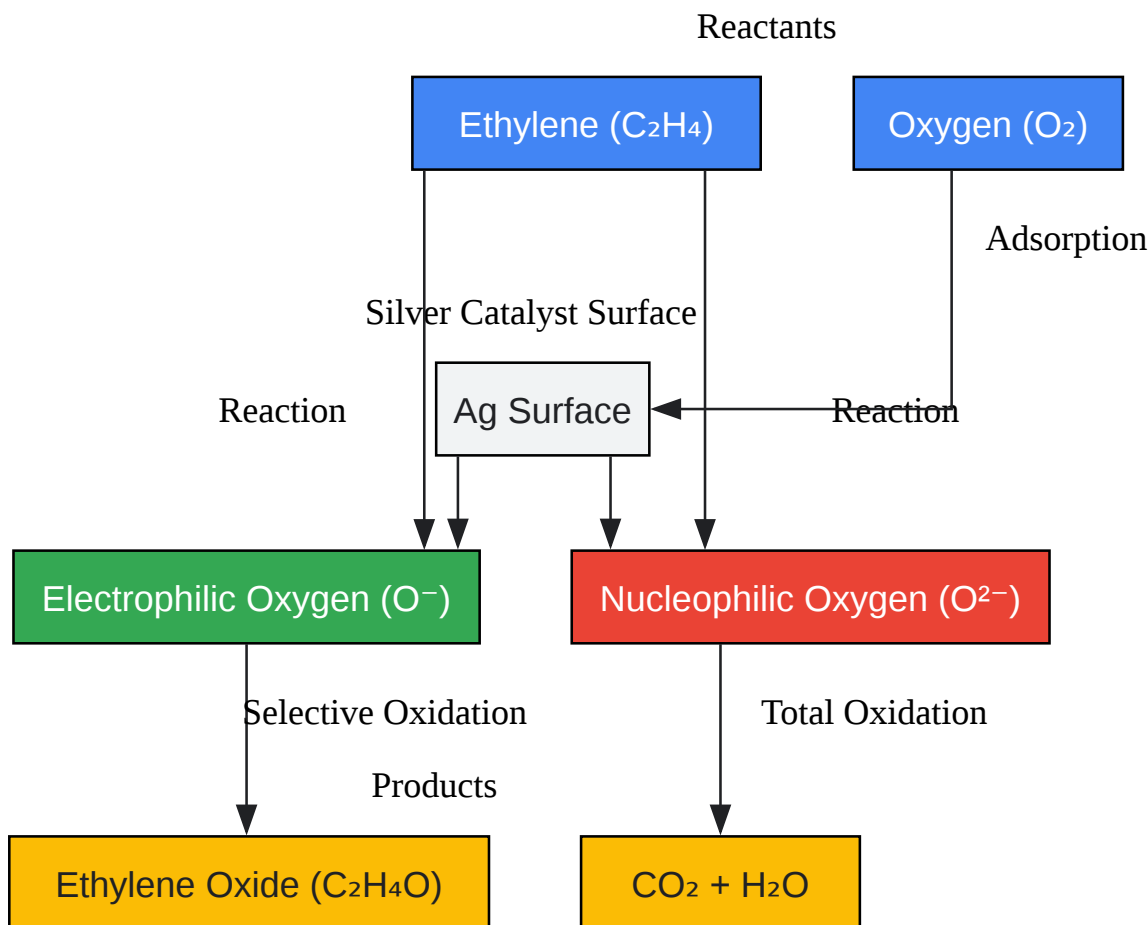 Reactants
Ethylene (C₂H₄)
Oxygen (O₂)
Adsorption
Silver Catalyst Surface
Reaction
Ag Surface
Reaction
Electrophilic Oxygen (O⁻)
Nucleophilic Oxygen (O²⁻)
Selective Oxidation
Total Oxidation
Products
Ethylene Oxide (C₂H₄O)
CO₂ + H₂O